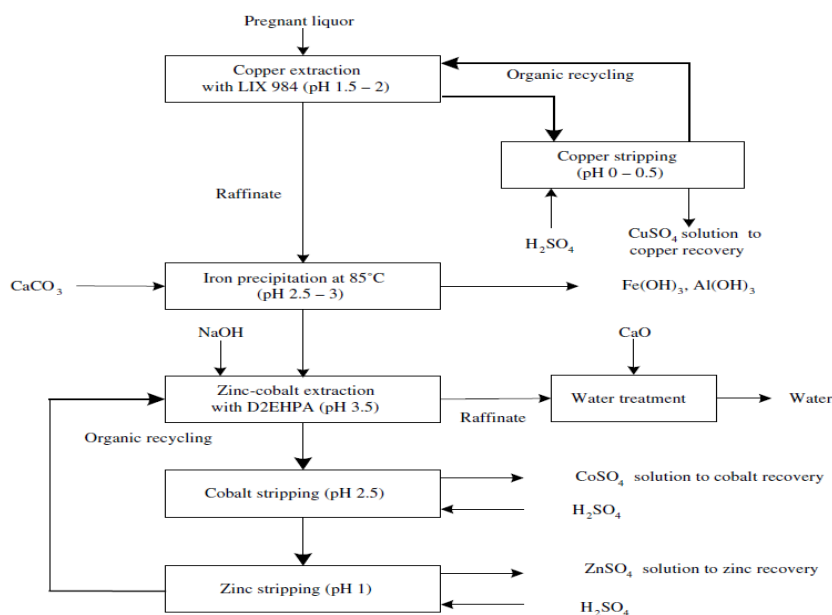 Pregnant liquor
Copper extraction
with LIX 984 (pH 1.5 – 2)
Organic recycling
Copper stripping
(pH 0 – 0.5)
Raffinate
H₂SO₄
CuSO₄ solution to
copper recovery
CaCO₃
Iron precipitation at 85˚C
(pH 2.5 – 3)
Fe(OH)₃, Al(OH)₃
NaOH
CaO
Zinc-cobalt extraction
with D2EHPA (pH 3.5)
Raffinate
Water treatment
Water
Organic recycling
Cobalt stripping (pH 2.5)
CoSO₄ solution to cobalt recovery
H₂SO₄
Zinc stripping (pH 1)
ZnSO₄ solution to zinc recovery
H₂SO₄